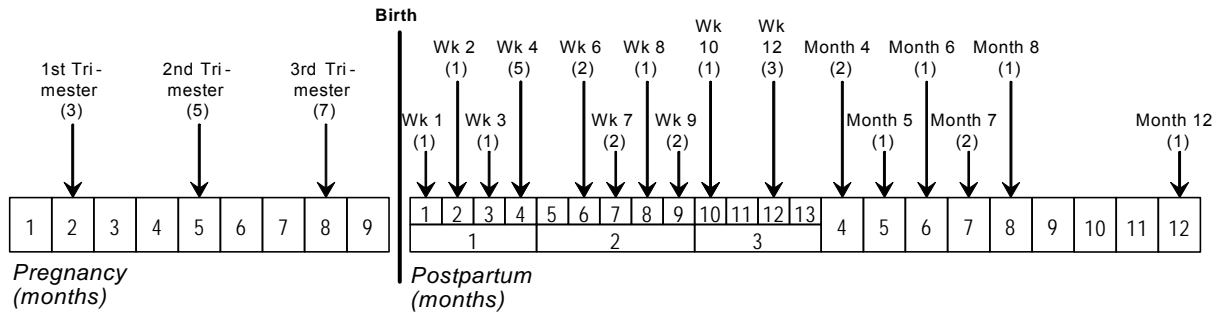 Birth
1st Tri-
mester
(3)
2nd Tri-
mester
(5)
3rd Tri-
mester
(7)
Wk 1
(1)
Wk 2
(1)
Wk 3
(1)
Wk 4
(5)
Wk 6
(2)
Wk 7
(2)
Wk 8
(1)
Wk 9
(2)
Wk
10
(1)
Wk
12
(3)
Month 4
(2)
Month 5
(1)
Month 6
(1)
Month 7
(2)
Month 8
(1)
Month 12
(1)
1 2 3 4 5 6 7 8 9
1 2 3 4 5 6 7 8 9 10 11 12 13
1 2 3
4 5 6 7 8 9 10 11 12
Pregnancy
(months)
Postpartum
(months)